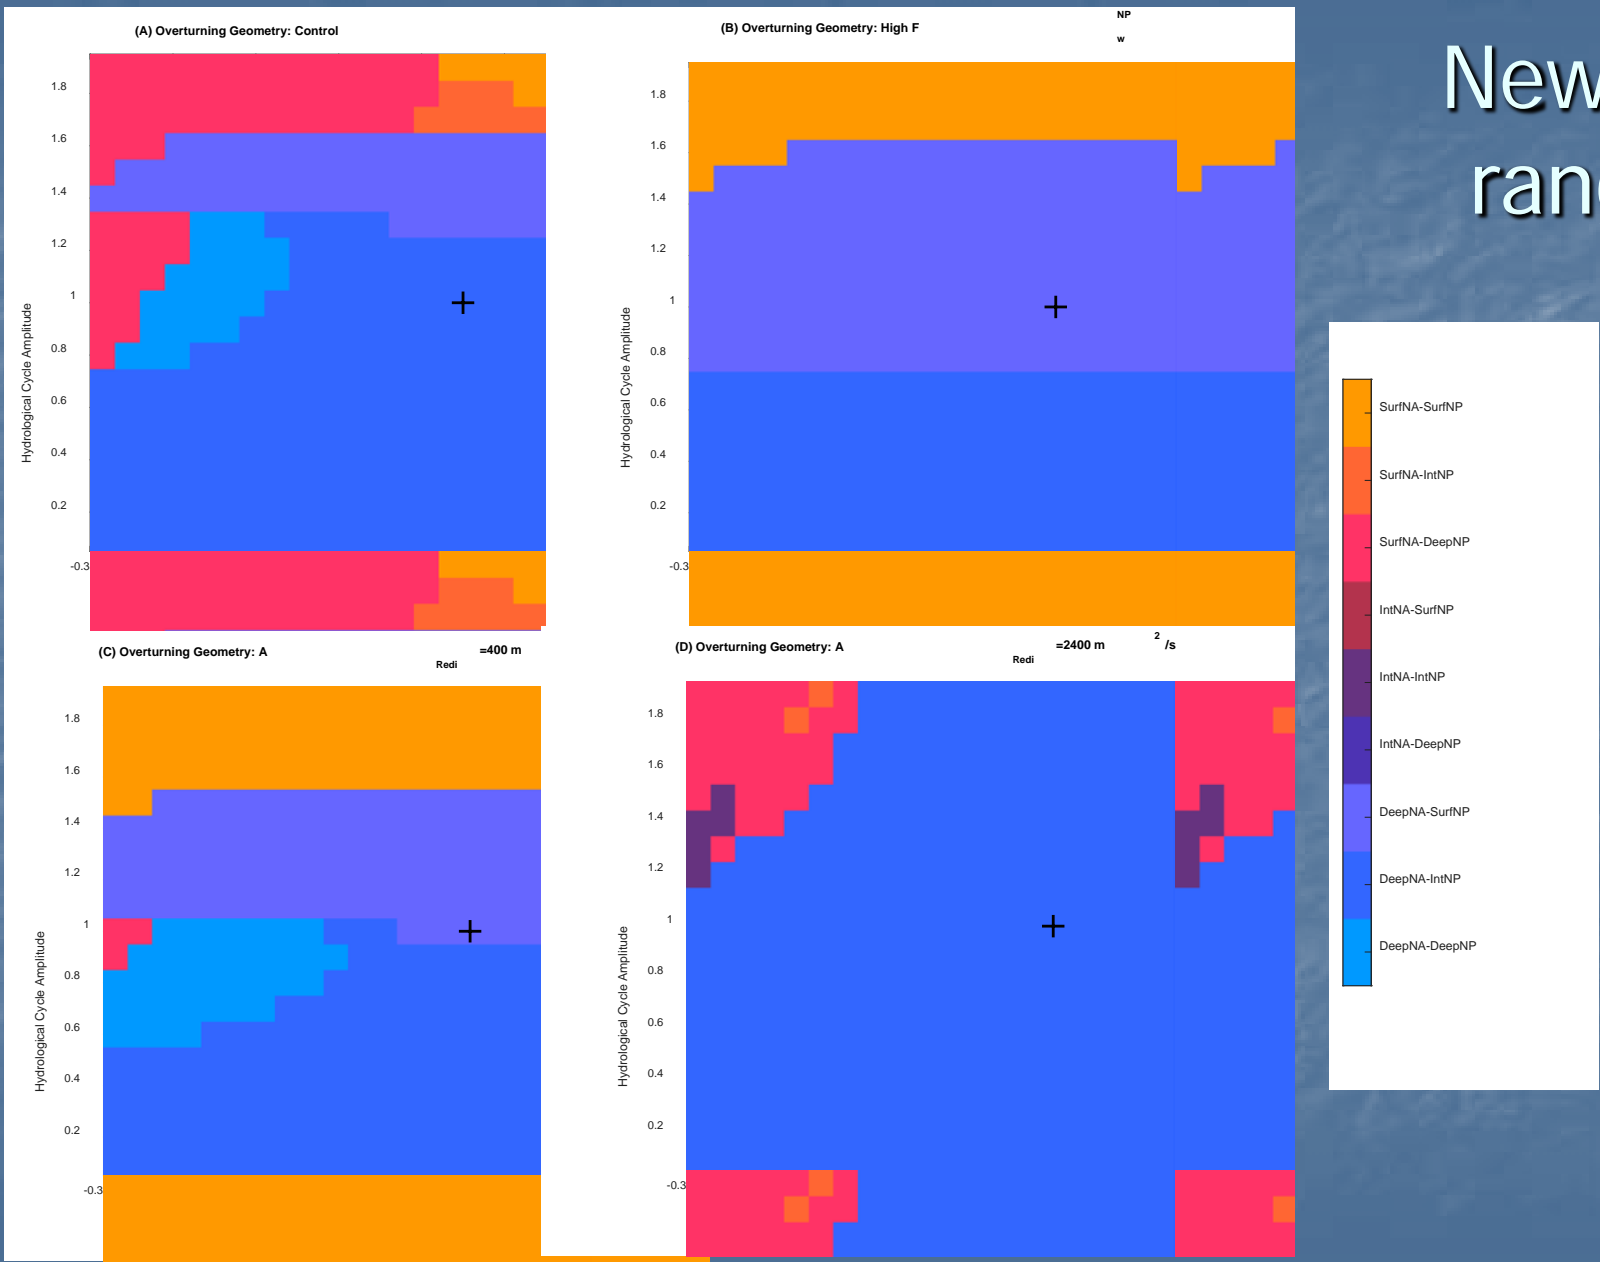 (A) Overturning Geometry: Control
1.8
1.6
1.4
1.2
1
0.8
0.6
0.4
0.2
-0.3
Hydrological Cycle Amplitude
(B) Overturning Geometry: High F
NP
w
1.8
1.6
1.4
1.2
1
0.8
0.6
0.4
0.2
-0.3
Hydrological Cycle Amplitude
(C) Overturning Geometry: A
Redi
=400 m
1.8
1.6
1.4
1.2
1
0.8
0.6
0.4
0.2
-0.3
Hydrological Cycle Amplitude
(D) Overturning Geometry: A
Redi
=2400 m
2
/s
1.8
1.6
1.4
1.2
1
0.8
0.6
0.4
0.2
-0.3
Hydrological Cycle Amplitude
New
ran
SurfNA-SurfNP
SurfNA-IntNP
SurfNA-DeepNP
IntNA-SurfNP
IntNA-IntNP
IntNA-DeepNP
DeepNA-SurfNP
DeepNA-IntNP
DeepNA-DeepNP